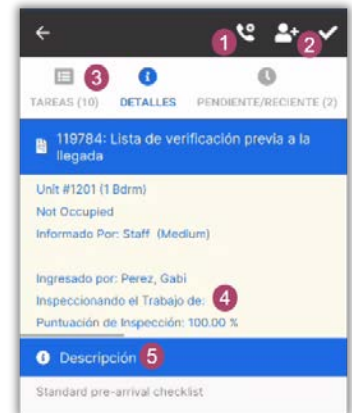 1
2
3
TAREAS (10) DETALLES PENDIENTE/RECIENTE (2)
119784: Lista de verificación previa a la
llegada
Unit #1201 (1 Bdrm)
Not Occupied
Informado Por: Staff (Medium)
Ingresado por: Perez, Gabi
Inspeccionando el Trabajo de: 4
Puntuación de Inspección: 100.00 %
Descripción 5
Standard pre-arrival checklist